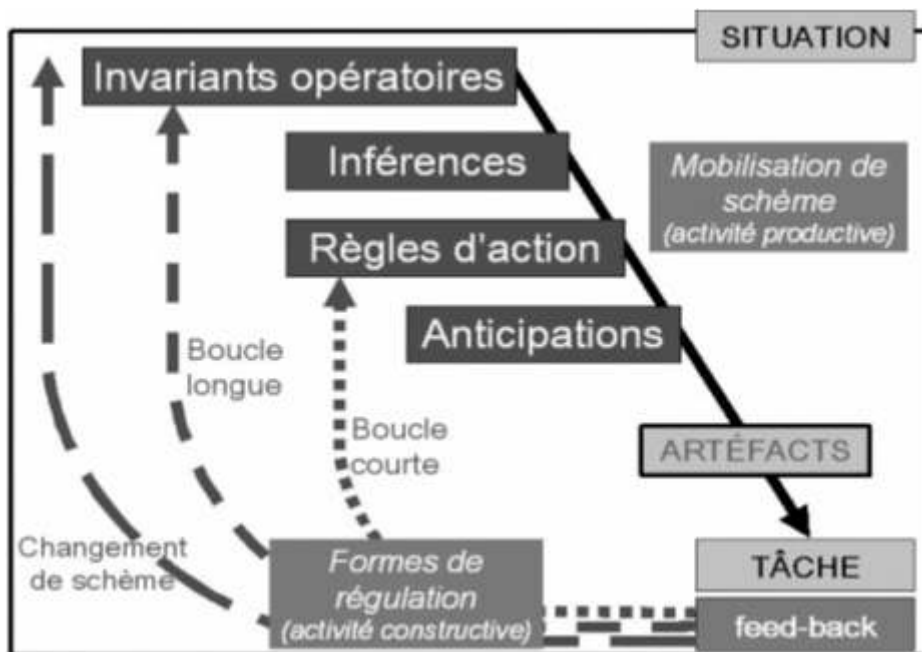 SITUATION
Invariants opératoires
Inférences
Mobilisation de
schème
(activité productive)
Règles d'action
Anticipations
Boucle
longue
Boucle
courte
ARTÉFACTS
Changement
de schème
Formes de
régulation
(activité constructive)
TÂCHE
feed-back